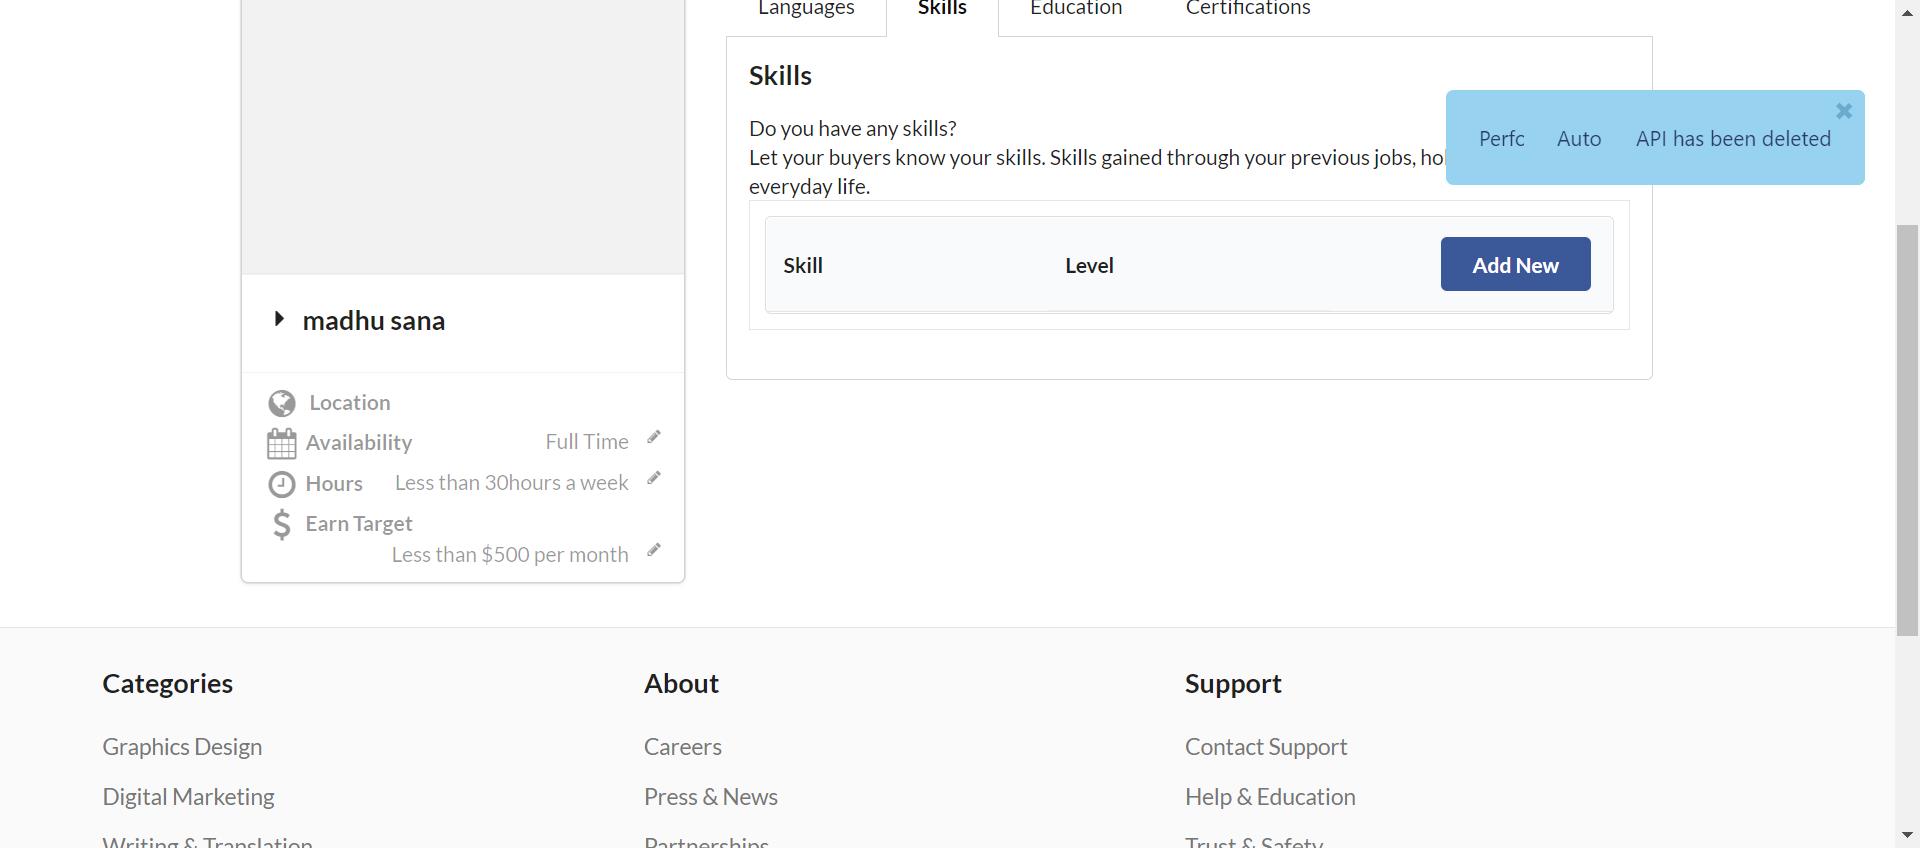 Languages
Skills
Education
Certifications
Skills
Do you have any skills?
Let your buyers know your skills. Skills gained through your previous jobs,
everyday life.
Perfc Auto API has been deleted
Skill Level Add New
madhu sana
Location
Availability Full Time
Hours Less than 30hours a week
Earn Target
Less than $500 per month
Categories
Graphics Design
Digital Marketing
Writing & Translation
About
Careers
Press & News
Partnerships
Support
Contact Support
Help & Education
Trust & Safety